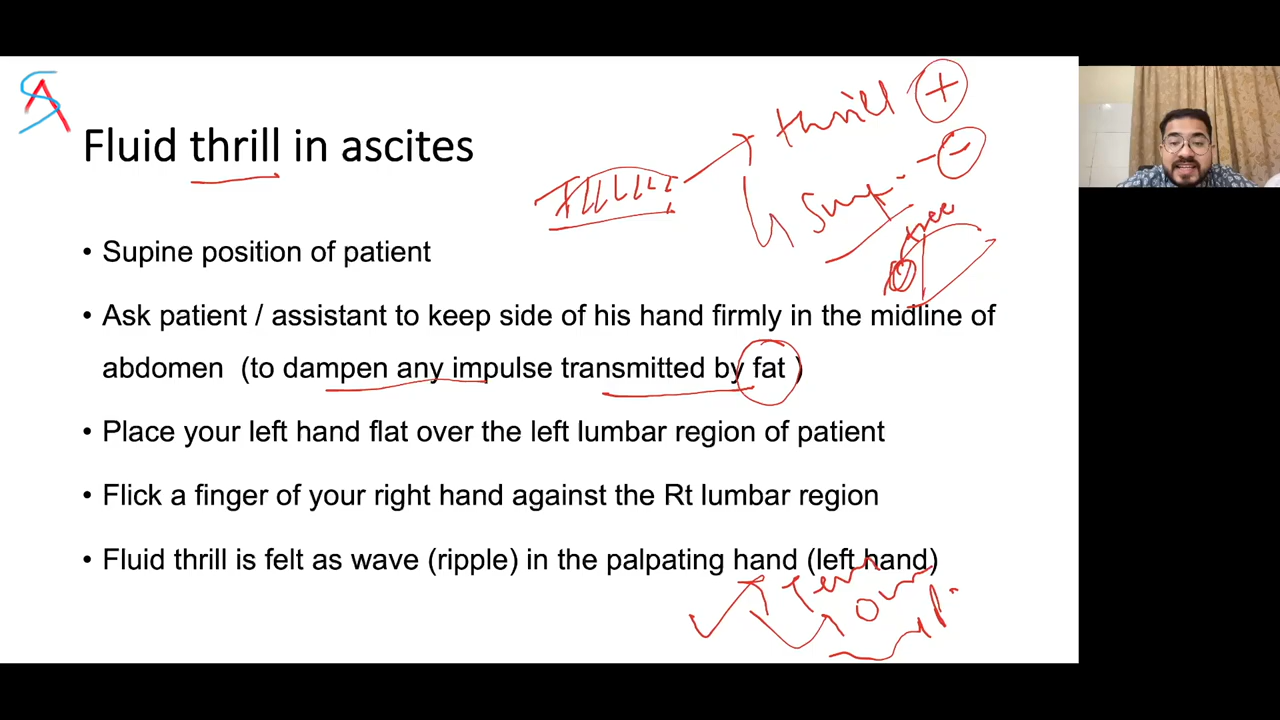 SA
Fluid thrill in ascites
thrill +
-
free
• Supine position of patient
• Ask patient / assistant to keep side of his hand firmly in the midline of
abdomen (to dampen any impulse transmitted by fat )
• Place your left hand flat over the left lumbar region of patient
• Flick a finger of your right hand against the Rt lumbar region
• Fluid thrill is felt as wave (ripple) in the palpating hand (left hand)